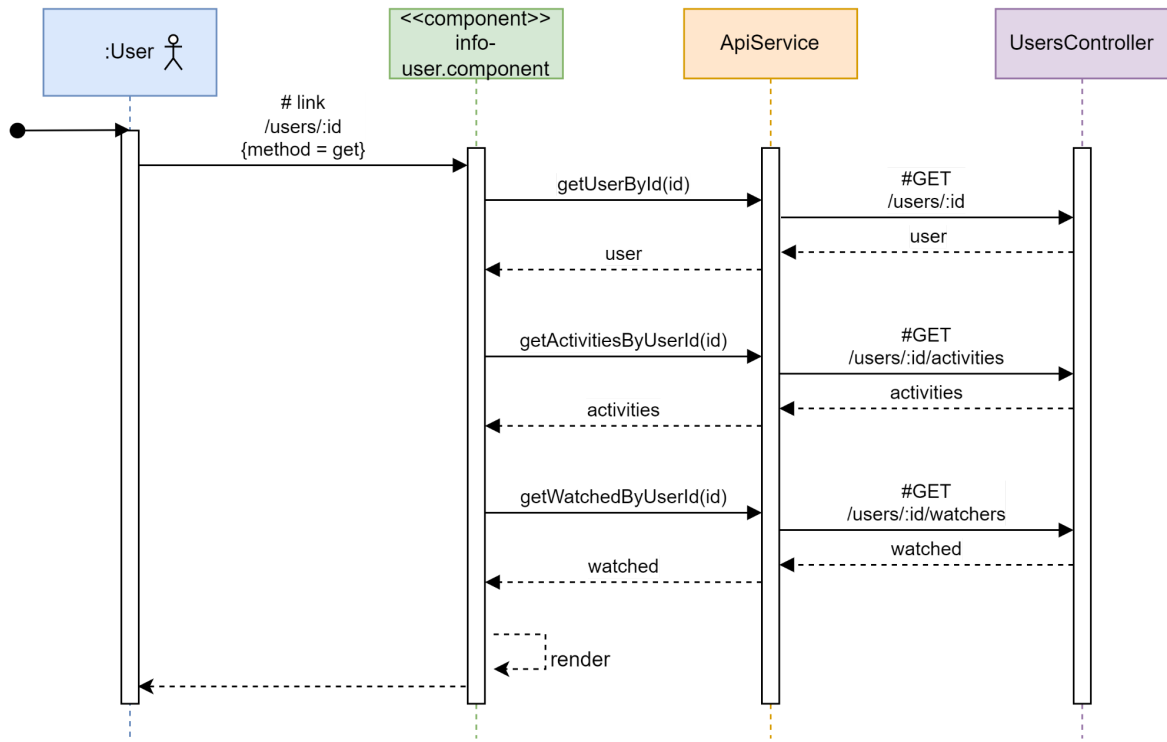 :User
<<component>>
info-
user.component
ApiService
UsersController
# link
/users/:id
{method = get}
getUserById(id)
#GET
/users/:id
user
user
getActivitiesByUserId(id)
#GET
/users/:id/activities
activities
activities
getWatchedByUserId(id)
#GET
/users/:id/watchers
watched
watched
render